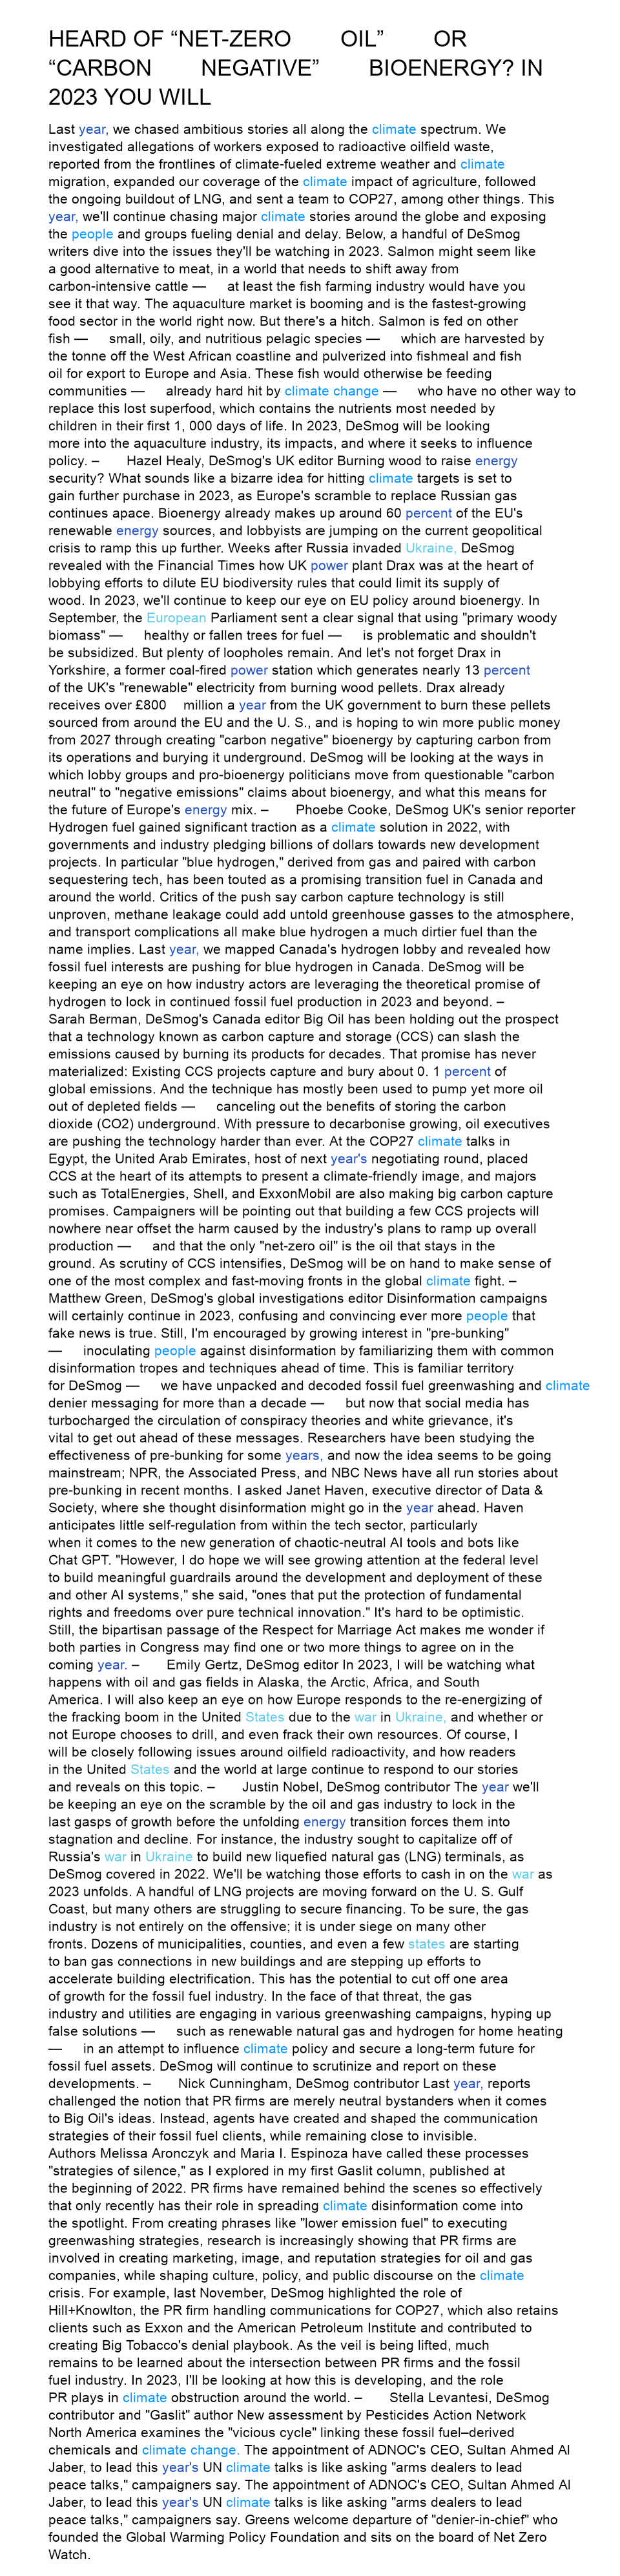 HEARD OF “NET-ZERO OIL” OR
“CARBON NEGATIVE” BIOENERGY? IN
2023 YOU WILL
Last year, we chased ambitious stories all along the climate spectrum. We
investigated allegations of workers exposed to radioactive oilfield waste,
reported from the frontlines of climate-fueled extreme weather and climate
migration, expanded our coverage of the climate impact of agriculture, followed
the ongoing buildout of LNG, and sent a team to COP27, among other things. This
year, we'll continue chasing major climate stories around the globe and exposing
the people and groups fueling denial and delay. Below, a handful of DeSmog
writers dive into the issues they'll be watching in 2023. Salmon might seem like
a good alternative to meat, in a world that needs to shift away from
carbon-intensive cattle — at least the fish farming industry would have you
see it that way. The aquaculture market is booming and is the fastest-growing
food sector in the world right now. But there's a hitch. Salmon is fed on other
fish — small, oily, and nutritious pelagic species — which are harvested by
the tonne off the West African coastline and pulverized into fishmeal and fish
oil for export to Europe and Asia. These fish would otherwise be feeding
communities — already hard hit by climate change — who have no other way to
replace this lost superfood, which contains the nutrients most needed by
children in their first 1, 000 days of life. In 2023, DeSmog will be looking
more into the aquaculture industry, its impacts, and where it seeks to influence
policy. – Hazel Healy, DeSmog's UK editor Burning wood to raise energy
security? What sounds like a bizarre idea for hitting climate targets is set to
gain further purchase in 2023, as Europe's scramble to replace Russian gas
continues apace. Bioenergy already makes up around 60 percent of the EU's
renewable energy sources, and lobbyists are jumping on the current geopolitical
crisis to ramp this up further. Weeks after Russia invaded Ukraine, DeSmog
revealed with the Financial Times how UK power plant Drax was at the heart of
lobbying efforts to dilute EU biodiversity rules that could limit its supply of
wood. In 2023, we'll continue to keep our eye on EU policy around bioenergy. In
September, the European Parliament sent a clear signal that using "primary woody
biomass" — healthy or fallen trees for fuel — is problematic and shouldn't
be subsidized. But plenty of loopholes remain. And let's not forget Drax in
Yorkshire, a former coal-fired power station which generates nearly 13 percent
of the UK's "renewable" electricity from burning wood pellets. Drax already
receives over £800 million a year from the UK government to burn these pellets
sourced from around the EU and the U. S., and is hoping to win more public money
from 2027 through creating "carbon negative" bioenergy by capturing carbon from
its operations and burying it underground. DeSmog will be looking at the ways in
which lobby groups and pro-bioenergy politicians move from questionable "carbon
neutral" to "negative emissions" claims about bioenergy, and what this means for
the future of Europe's energy mix. – Phoebe Cooke, DeSmog UK's senior reporter
Hydrogen fuel gained significant traction as a climate solution in 2022, with
governments and industry pledging billions of dollars towards new development
projects. In particular "blue hydrogen," derived from gas and paired with carbon
sequestering tech, has been touted as a promising transition fuel in Canada and
around the world. Critics of the push say carbon capture technology is still
unproven, methane leakage could add untold greenhouse gasses to the atmosphere,
and transport complications all make blue hydrogen a much dirtier fuel than the
name implies. Last year, we mapped Canada's hydrogen lobby and revealed how
fossil fuel interests are pushing for blue hydrogen in Canada. DeSmog will be
keeping an eye on how industry actors are leveraging the theoretical promise of
hydrogen to lock in continued fossil fuel production in 2023 and beyond. –
Sarah Berman, DeSmog's Canada editor Big Oil has been holding out the prospect
that a technology known as carbon capture and storage (CCS) can slash the
emissions caused by burning its products for decades. That promise has never
materialized: Existing CCS projects capture and bury about 0. 1 percent of
global emissions. And the technique has mostly been used to pump yet more oil
out of depleted fields — canceling out the benefits of storing the carbon
dioxide (CO2) underground. With pressure to decarbonise growing, oil executives
are pushing the technology harder than ever. At the COP27 climate talks in
Egypt, the United Arab Emirates, host of next year's negotiating round, placed
CCS at the heart of its attempts to present a climate-friendly image, and majors
such as TotalEnergies, Shell, and ExxonMobil are also making big carbon capture
promises. Campaigners will be pointing out that building a few CCS projects will
nowhere near offset the harm caused by the industry's plans to ramp up overall
production — and that the only "net-zero oil" is the oil that stays in the
ground. As scrutiny of CCS intensifies, DeSmog will be on hand to make sense of
one of the most complex and fast-moving fronts in the global climate fight. –
Matthew Green, DeSmog's global investigations editor Disinformation campaigns
will certainly continue in 2023, confusing and convincing ever more people that
fake news is true. Still, I'm encouraged by growing interest in "pre-bunking"
— inoculating people against disinformation by familiarizing them with common
disinformation tropes and techniques ahead of time. This is familiar territory
for DeSmog — we have unpacked and decoded fossil fuel greenwashing and climate
denier messaging for more than a decade — but now that social media has
turbocharged the circulation of conspiracy theories and white grievance, it's
vital to get out ahead of these messages. Researchers have been studying the
effectiveness of pre-bunking for some years, and now the idea seems to be going
mainstream; NPR, the Associated Press, and NBC News have all run stories about
pre-bunking in recent months. I asked Janet Haven, executive director of Data &
Society, where she thought disinformation might go in the year ahead. Haven
anticipates little self-regulation from within the tech sector, particularly
when it comes to the new generation of chaotic-neutral AI tools and bots like
Chat GPT. "However, I do hope we will see growing attention at the federal level
to build meaningful guardrails around the development and deployment of these
and other AI systems," she said, "ones that put the protection of fundamental
rights and freedoms over pure technical innovation." It's hard to be optimistic.
Still, the bipartisan passage of the Respect for Marriage Act makes me wonder if
both parties in Congress may find one or two more things to agree on in the
coming year. – Emily Gertz, DeSmog editor In 2023, I will be watching what
happens with oil and gas fields in Alaska, the Arctic, Africa, and South
America. I will also keep an eye on how Europe responds to the re-energizing of
the fracking boom in the United States due to the war in Ukraine, and whether or
not Europe chooses to drill, and even frack their own resources. Of course, I
will be closely following issues around oilfield radioactivity, and how readers
in the United States and the world at large continue to respond to our stories
and reveals on this topic. – Justin Nobel, DeSmog contributor The year we'll
be keeping an eye on the scramble by the oil and gas industry to lock in the
last gasps of growth before the unfolding energy transition forces them into
stagnation and decline. For instance, the industry sought to capitalize off of
Russia's war in Ukraine to build new liquefied natural gas (LNG) terminals, as
DeSmog covered in 2022. We'll be watching those efforts to cash in on the war as
2023 unfolds. A handful of LNG projects are moving forward on the U. S. Gulf
Coast, but many others are struggling to secure financing. To be sure, the gas
industry is not entirely on the offensive; it is under siege on many other
fronts. Dozens of municipalities, counties, and even a few states are starting
to ban gas connections in new buildings and are stepping up efforts to
accelerate building electrification. This has the potential to cut off one area
of growth for the fossil fuel industry. In the face of that threat, the gas
industry and utilities are engaging in various greenwashing campaigns, hyping up
false solutions — such as renewable natural gas and hydrogen for home heating
— in an attempt to influence climate policy and secure a long-term future for
fossil fuel assets. DeSmog will continue to scrutinize and report on these
developments. – Nick Cunningham, DeSmog contributor Last year, reports
challenged the notion that PR firms are merely neutral bystanders when it comes
to Big Oil's ideas. Instead, agents have created and shaped the communication
strategies of their fossil fuel clients, while remaining close to invisible.
Authors Melissa Aronczyk and Maria I. Espinoza have called these processes
"strategies of silence," as I explored in my first Gaslit column, published at
the beginning of 2022. PR firms have remained behind the scenes so effectively
that only recently has their role in spreading climate disinformation come into
the spotlight. From creating phrases like "lower emission fuel" to executing
greenwashing strategies, research is increasingly showing that PR firms are
involved in creating marketing, image, and reputation strategies for oil and gas
companies, while shaping culture, policy, and public discourse on the climate
crisis. For example, last November, DeSmog highlighted the role of
Hill+Knowlton, the PR firm handling communications for COP27, which also retains
clients such as Exxon and the American Petroleum Institute and contributed to
creating Big Tobacco's denial playbook. As the veil is being lifted, much
remains to be learned about the intersection between PR firms and the fossil
fuel industry. In 2023, I'll be looking at how this is developing, and the role
PR plays in climate obstruction around the world. – Stella Levantesi, DeSmog
contributor and "Gaslit" author New assessment by Pesticides Action Network
North America examines the "vicious cycle" linking these fossil fuel–derived
chemicals and climate change. The appointment of ADNOC's CEO, Sultan Ahmed Al
Jaber, to lead this year's UN climate talks is like asking "arms dealers to lead
peace talks," campaigners say. The appointment of ADNOC's CEO, Sultan Ahmed Al
Jaber, to lead this year's UN climate talks is like asking "arms dealers to lead
peace talks," campaigners say. Greens welcome departure of "denier-in-chief" who
founded the Global Warming Policy Foundation and sits on the board of Net Zero
Watch.